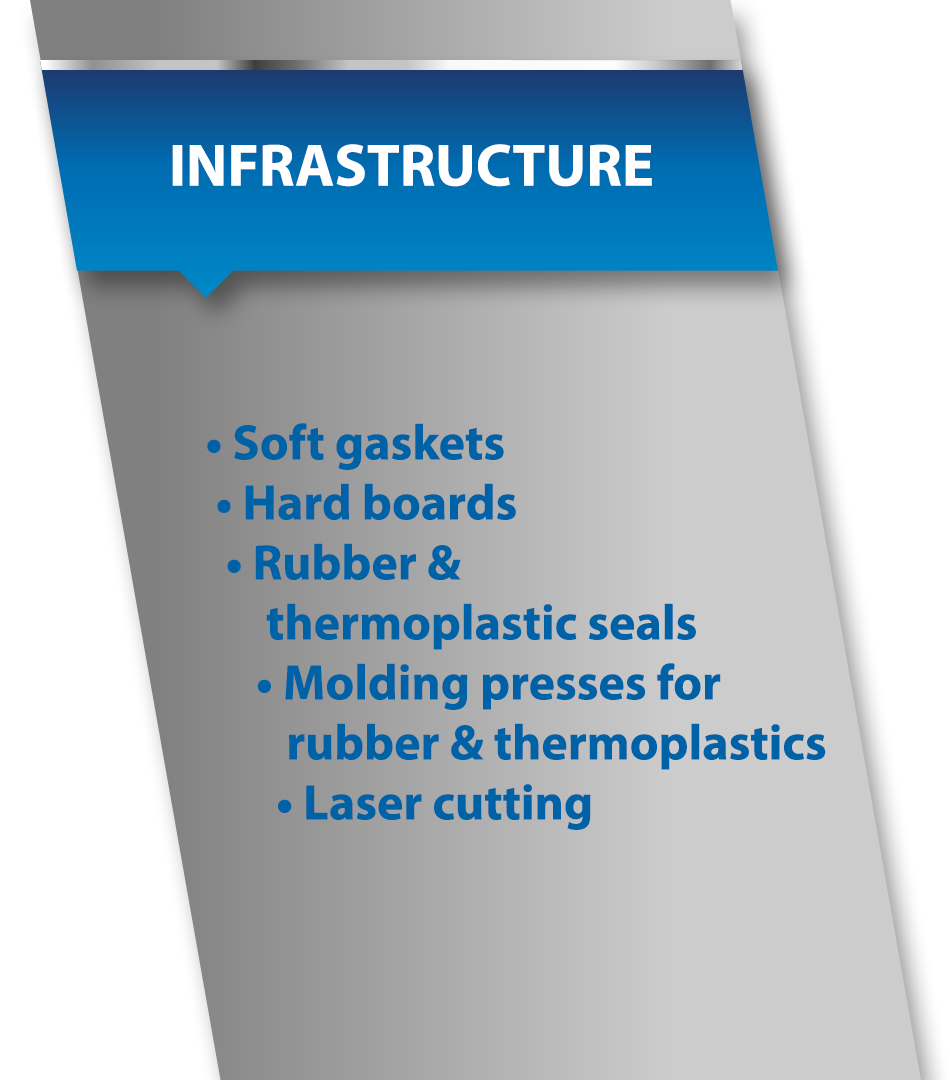 INFRASTRUCTURE
• Soft gaskets
• Hard boards
• Rubber &
thermoplastic seals
• Molding presses for
rubber & thermoplastics
• Laser cutting